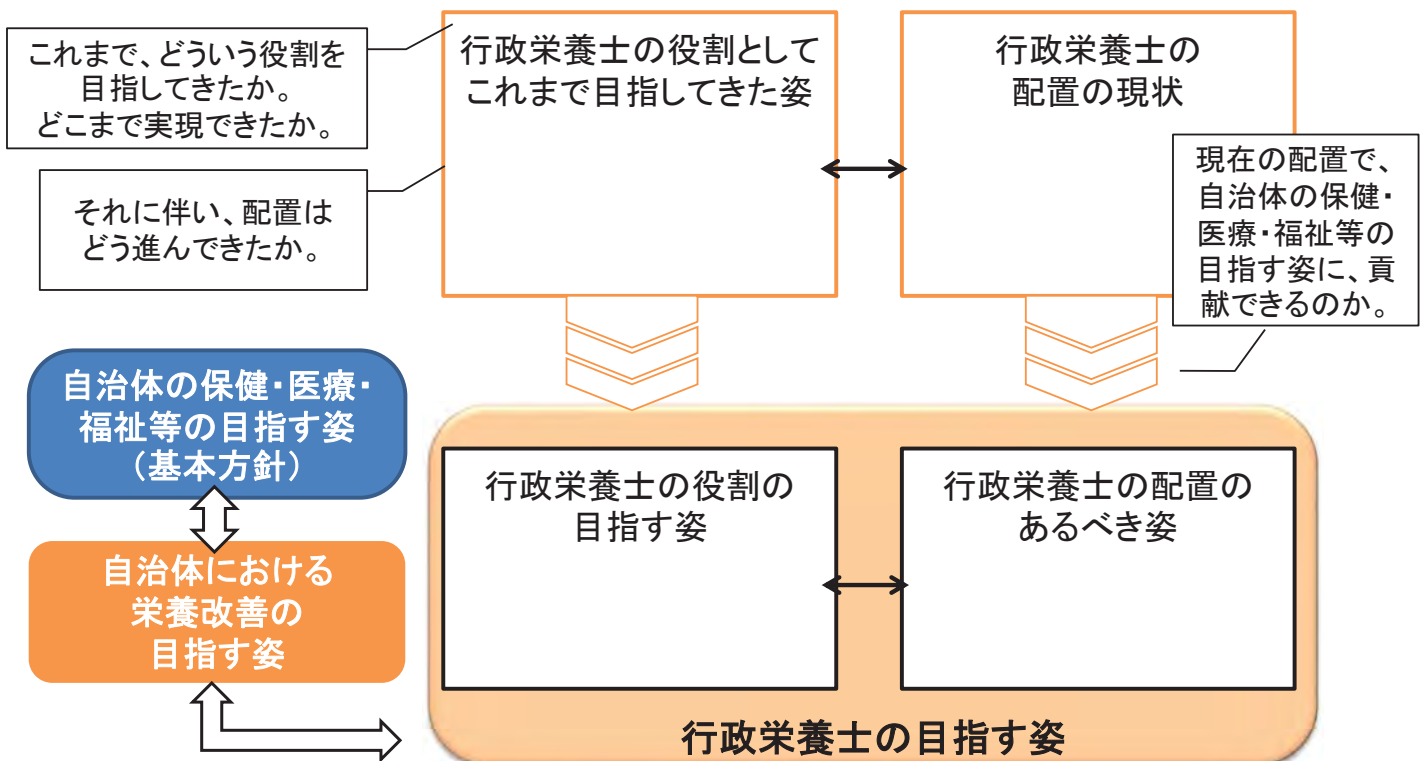 これまで、どういう役割を
目指してきたか。
どこまで実現できたか。
それに伴い、配置は
どう進んできたか。
行政栄養士の役割として
これまで目指してきた姿
行政栄養士の
配置の現状
現在の配置で、
自治体の保健・
医療・福祉等の
目指す姿に、貢
献できるのか。
自治体の保健・医療・
福祉等の目指す姿
（基本方針）
自治体における
栄養改善の
目指す姿
行政栄養士の役割の
目指す姿
行政栄養士の配置の
あるべき姿
行政栄養士の目指す姿